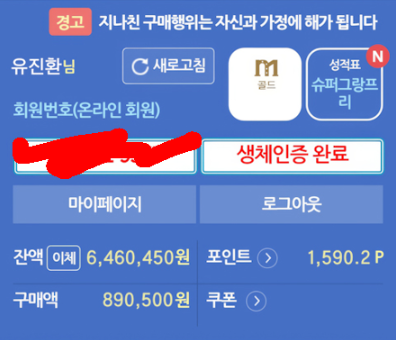 경고 지나친 구매행위는 자신과 가정에 해가 됩니다
유진환님
새로고침
m
골드
성적표
N
슈퍼그랑프
리
회원번호(온라인 회원)
생체인증 완료
마이페이지
로그아웃
잔액 이체 6,460,450원
포인트 1,590.2 P
구매액 890,500원
쿠폰